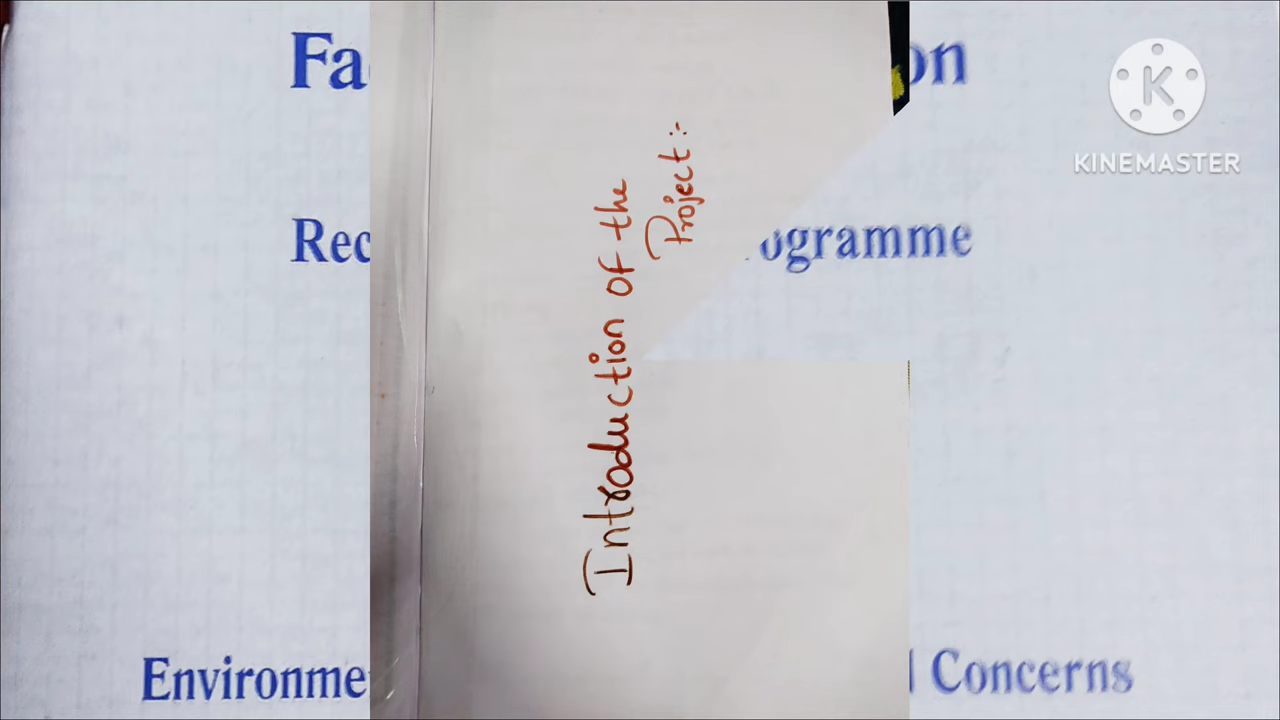 Fa on
K
KINEMASTER
Introduction of the
Project:-
Rec ogramme
Environme l Concerns